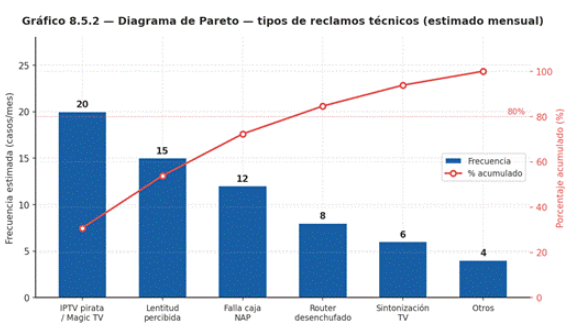 Gráfico 8.5.2 — Diagrama de Pareto — tipos de reclamos técnicos (estimado mensual)
Frecuencia estimada (casos/mes)
25
20
15
10
5
0
20
15
12
8
6
4
80%
Frecuencia
% acumulado
100
80
60
40
20
0
Porcentaje acumulado (%)
IPTV pirata
/ Magic TV
Lentitud
percibida
Falla caja
NAP
Router
desenchufado
Sintonización
TV
Otros